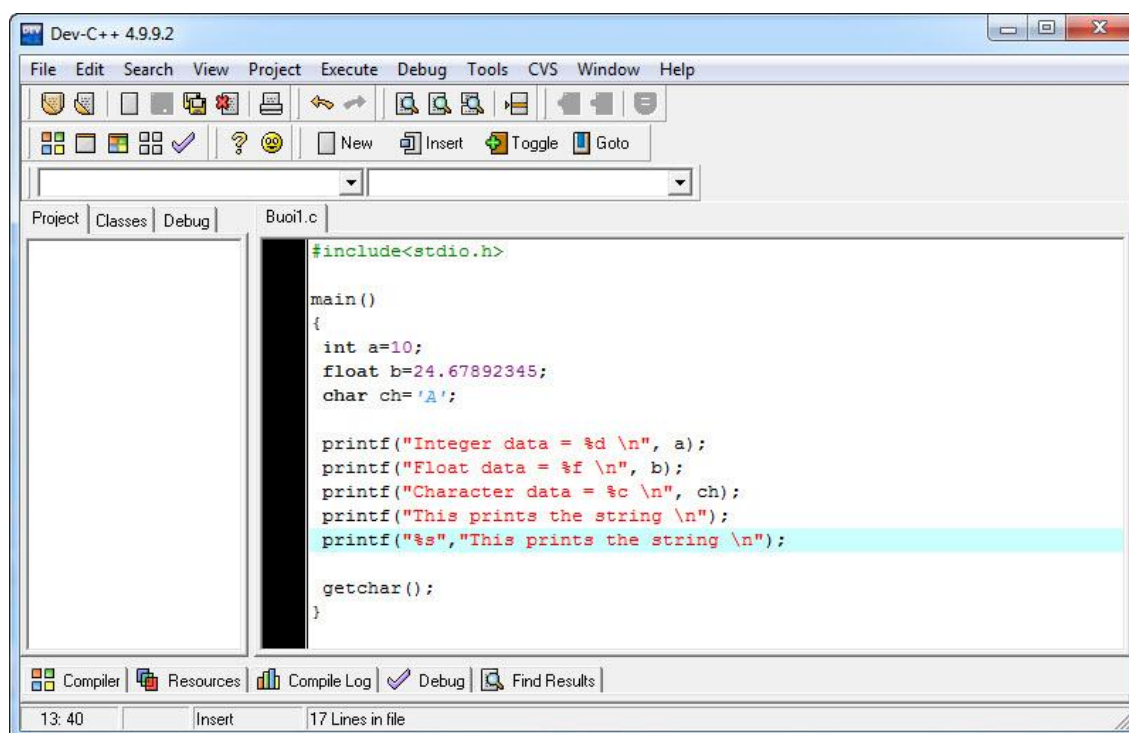 Dev-C++ 4.9.9.2
File Edit Search View Project Execute Debug Tools CVS Window Help
New Insert Toggle Goto
Project Classes Debug Buoi1.c
#include<stdio.h>
main()
{
int a=10;
float b=24.67892345;
char ch='A';
printf("Integer data = %d \n", a);
printf("Float data = %f \n", b);
printf("Character data = %c \n", ch);
printf("This prints the string \n");
printf("%s","This prints the string \n");
getchar();
}
Compiler Resources Compile Log Debug Find Results
13: 40 Insert 17 Lines in file